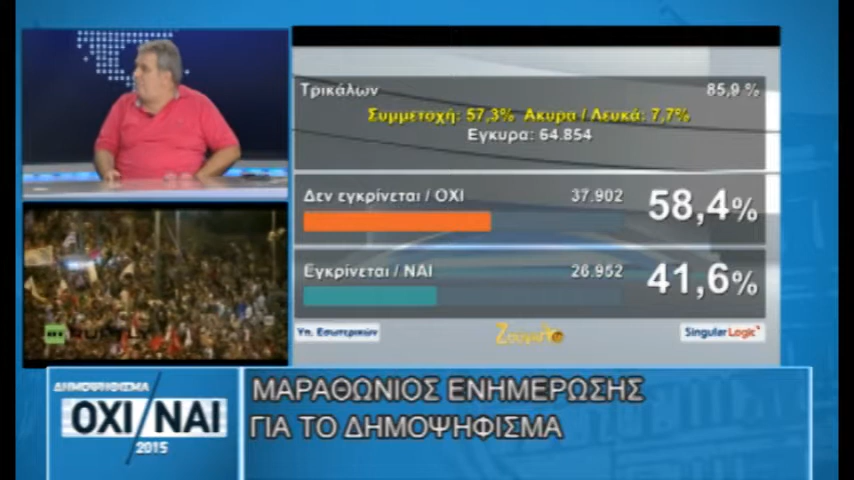 Τρικάλων 85,9 %
Συμμετοχή: 57,3% Ακυρα / Λευκά: 7,7%
Εγκυρα: 64.854
Δεν εγκρίνεται / ΟΧΙ 37.902 58,4%
Εγκρίνεται / ΝΑΙ 26.952 41,6%
Υπ. Εσωτερικών SingularLogic
RUPTLY
ΔΗΜΟΨΗΦΙΣΜΑ
ΟΧΙ/ΝΑΙ
2015
ΜΑΡΑΘΩΝΙΟΣ ΕΝΗΜΕΡΩΣΗΣ
ΓΙΑ ΤΟ ΔΗΜΟΨΗΦΙΣΜΑ